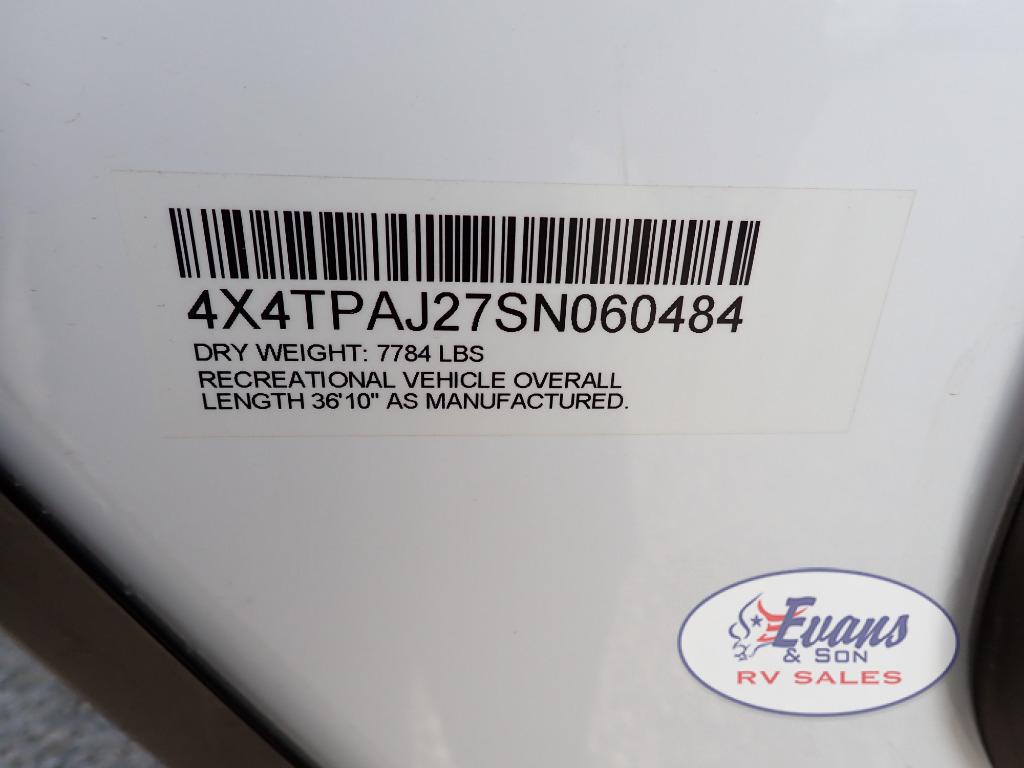 4X4TPAJ27SN060484
DRY WEIGHT: 7784 LBS
RECREATIONAL VEHICLE OVERALL
LENGTH 36'10" AS MANUFACTURED.
Evans
& SON
RV SALES